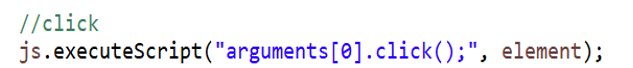 //click
js.executeScript("arguments[0].click();", element);